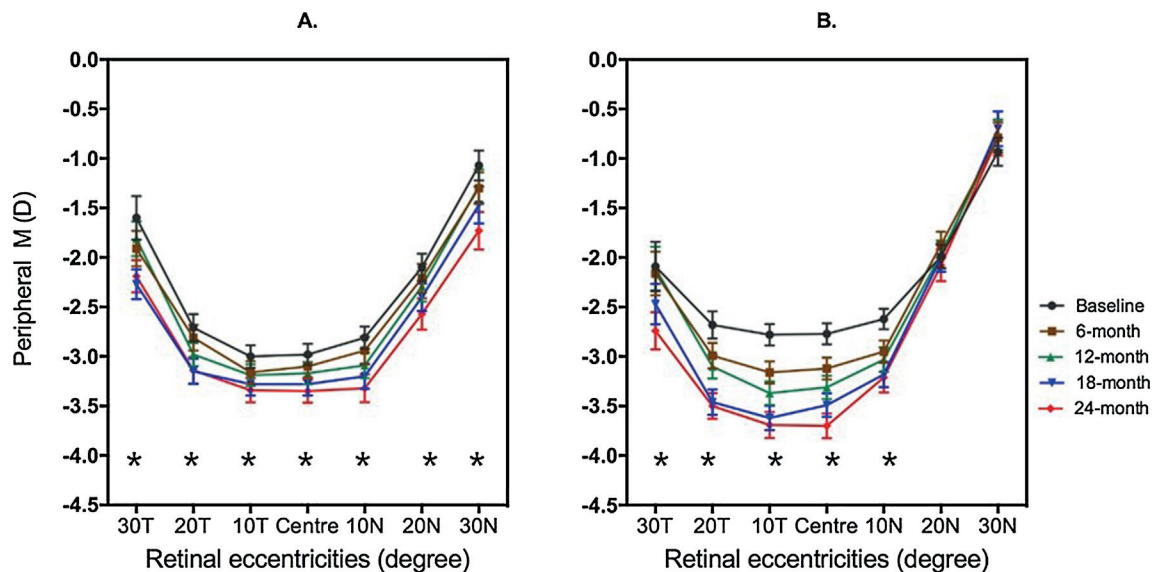 A.
B.
0.0
-0.5
-1.0
-1.5
-2.0
-2.5
-3.0
-3.5
-4.0
-4.5
Peripheral M (D)
30T 20T 10T Centre 10N 20N 30N
Retinal eccentricities (degree)
* * * * * * *
0.0
-0.5
-1.0
-1.5
-2.0
-2.5
-3.0
-3.5
-4.0
-4.5
30T 20T 10T Centre 10N 20N 30N
Retinal eccentricities (degree)
* * * * *
Baseline
6-month
12-month
18-month
24-month